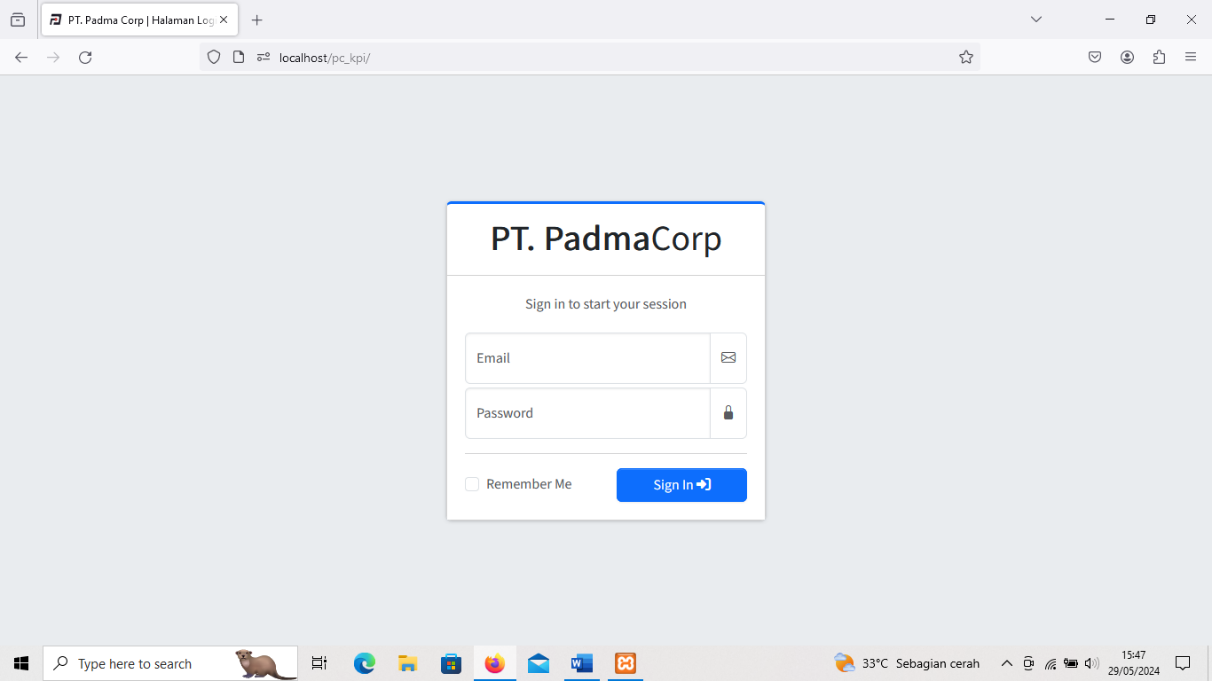 PT. Padma Corp | Halaman Log
localhost/pc_kpi/
PT. PadmaCorp
Sign in to start your session
Email
Password
Remember Me
Sign In
Type here to search
33°C Sebagian cerah
15:47
29/05/2024